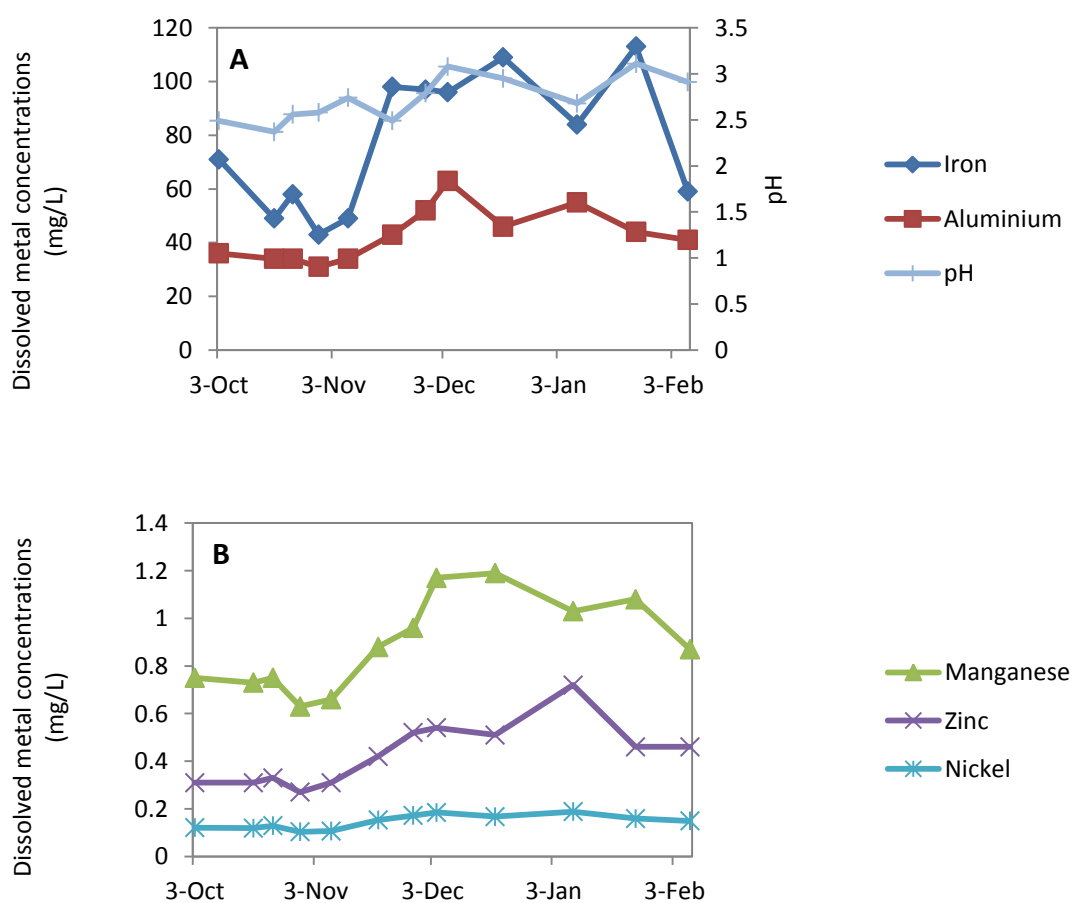 A
Dissolved metal concentrations
(mg/L)
120
100
80
60
40
20
0
3.5
3
2.5
2
1.5
1
0.5
0
pH
3-Oct 3-Nov 3-Dec 3-Jan 3-Feb
Iron
Aluminium
pH
B
Dissolved metal concentrations
(mg/L)
1.4
1.2
1
0.8
0.6
0.4
0.2
0
3-Oct 3-Nov 3-Dec 3-Jan 3-Feb
Manganese
Zinc
Nickel